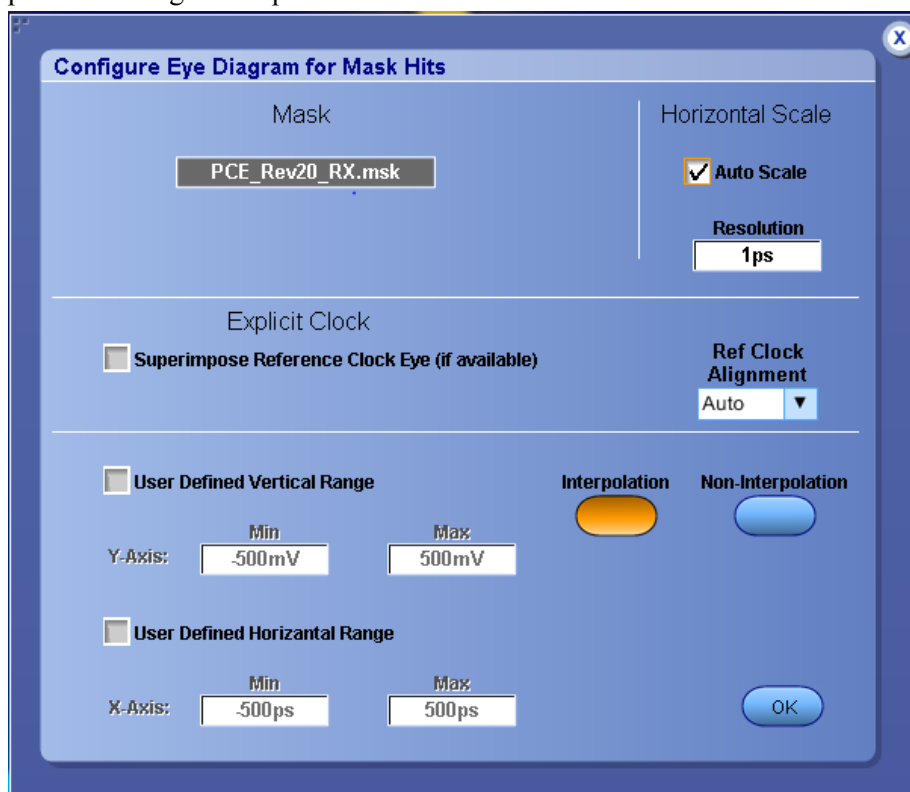 Configure Eye Diagram for Mask Hits
X
Mask
Horizontal Scale
PCE_Rev20_RX.msk
Auto Scale
Resolution
1ps
Explicit Clock
Superimpose Reference Clock Eye (if available)
Ref Clock
Alignment
Auto
User Defined Vertical Range
Interpolation
Non-Interpolation
Min
Max
Y-Axis:
-500mV
500mV
User Defined Horizantal Range
Min
Max
X-Axis:
-500ps
500ps
OK